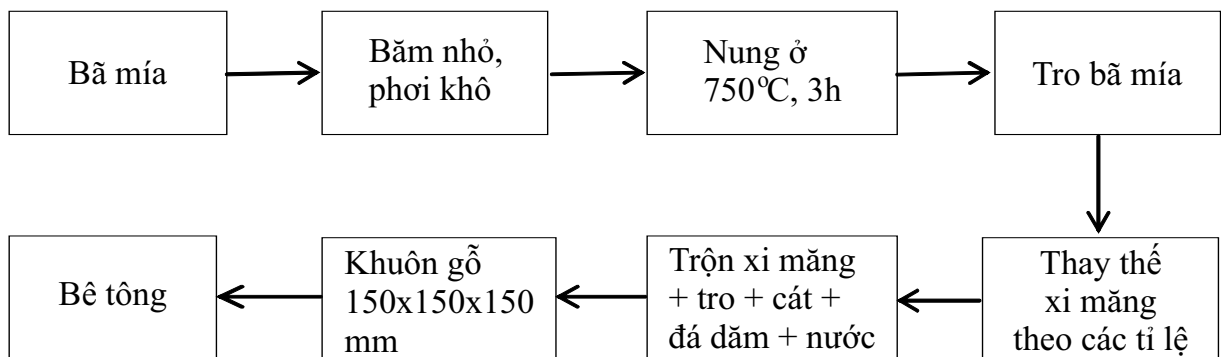 Bã mía
Băm nhỏ,
phơi khô
Nung ở
750°C, 3h
Tro bã mía
Thay thế
xi măng
theo các tỉ lệ
Trộn xi măng
+ tro + cát +
đá dăm + nước
Khuôn gỗ
150x150x150
mm
Bê tông